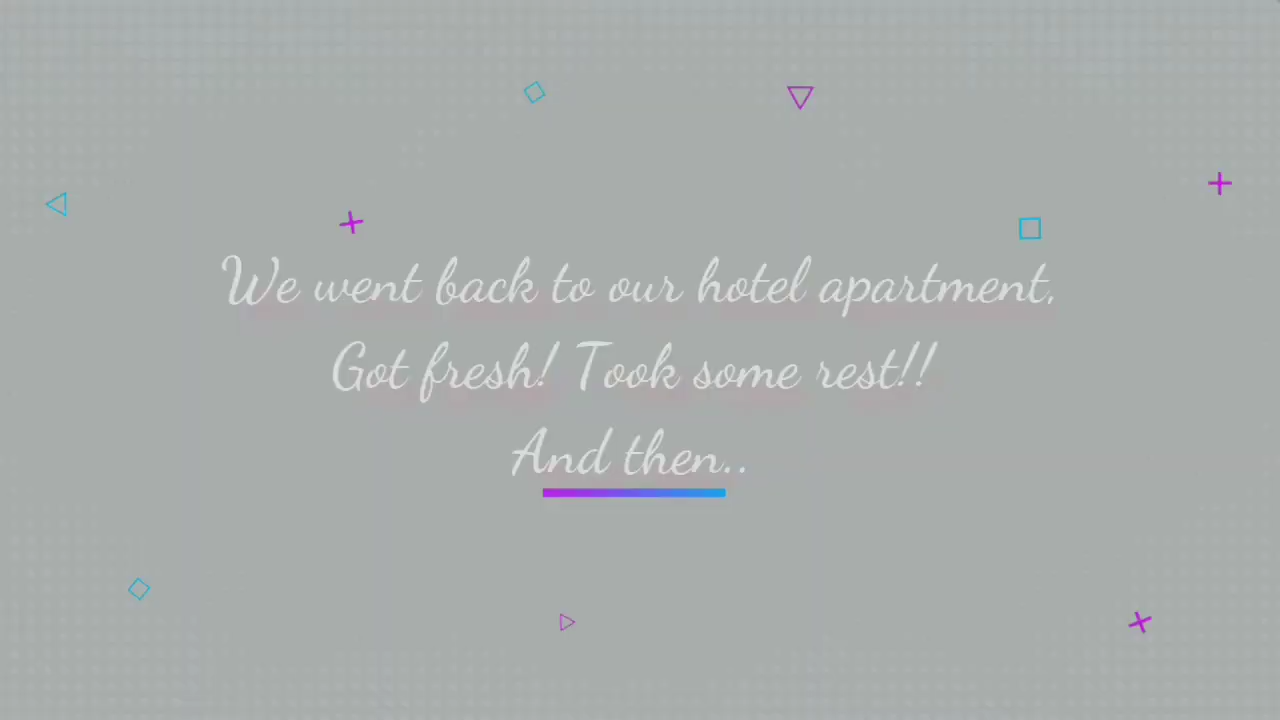 We went back to our hotel apartment,
Got fresh! Took some rest!!
And then..